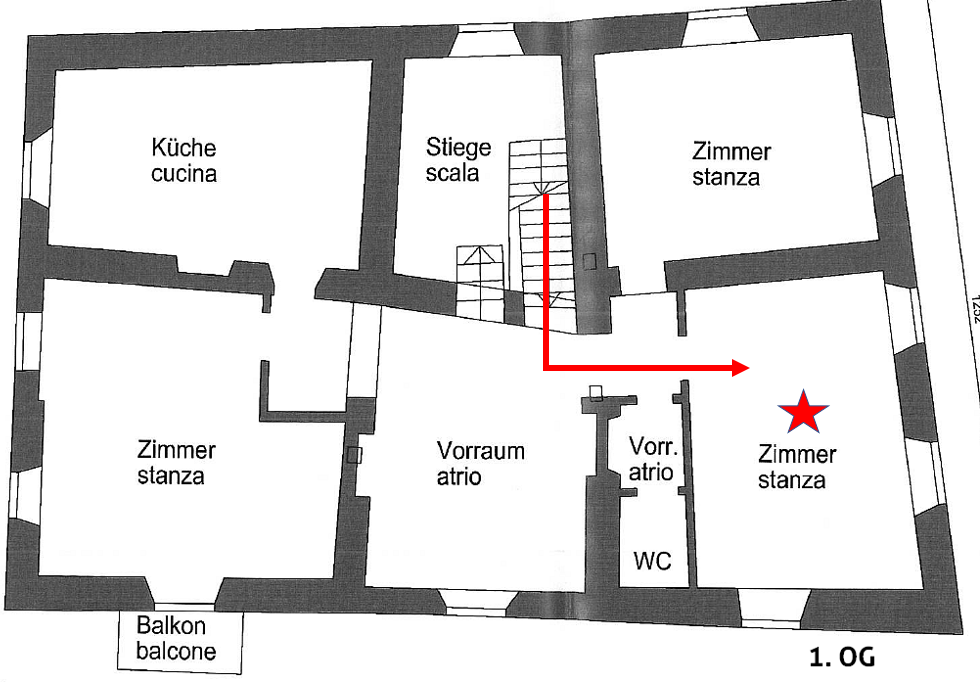 Küche
cucina
Stiege
scala
Zimmer
stanza
Zimmer
stanza
Vorraum
atrio
Vorr.
atrio
Zimmer
stanza
WC
Balkon
balcone
1. OG